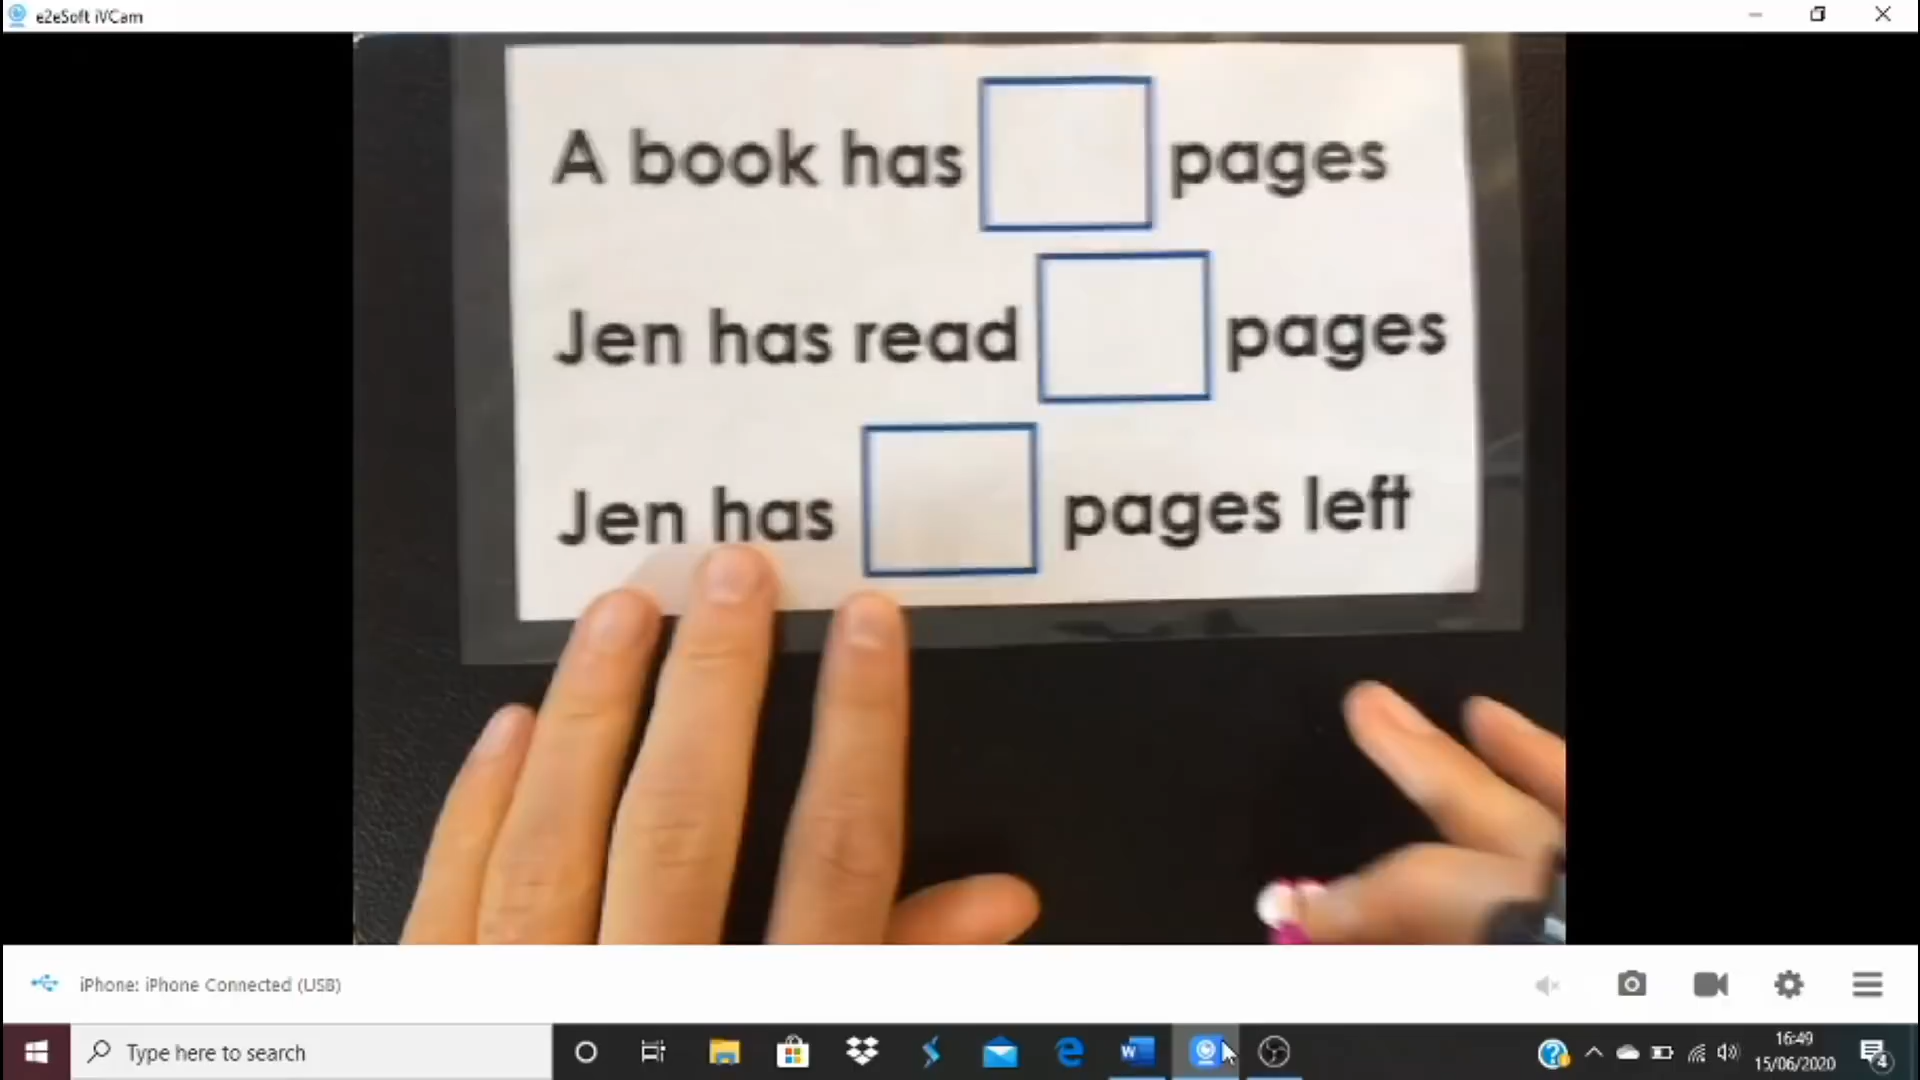 e2eSoft iVCam
A book has pages
Jen has read pages
Jen has pages left
iPhone: iPhone Connected (USB)
Type here to search
16:49
15/06/2020
4